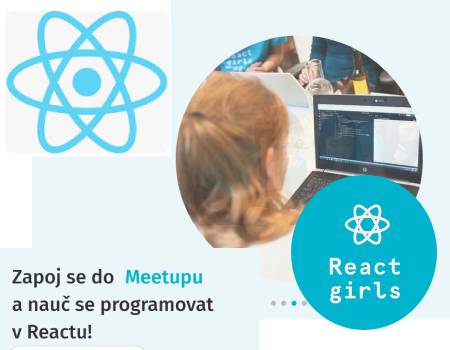 React
girls
Zapoj se do Meetupu
a nauč se programovat
v Reactu!